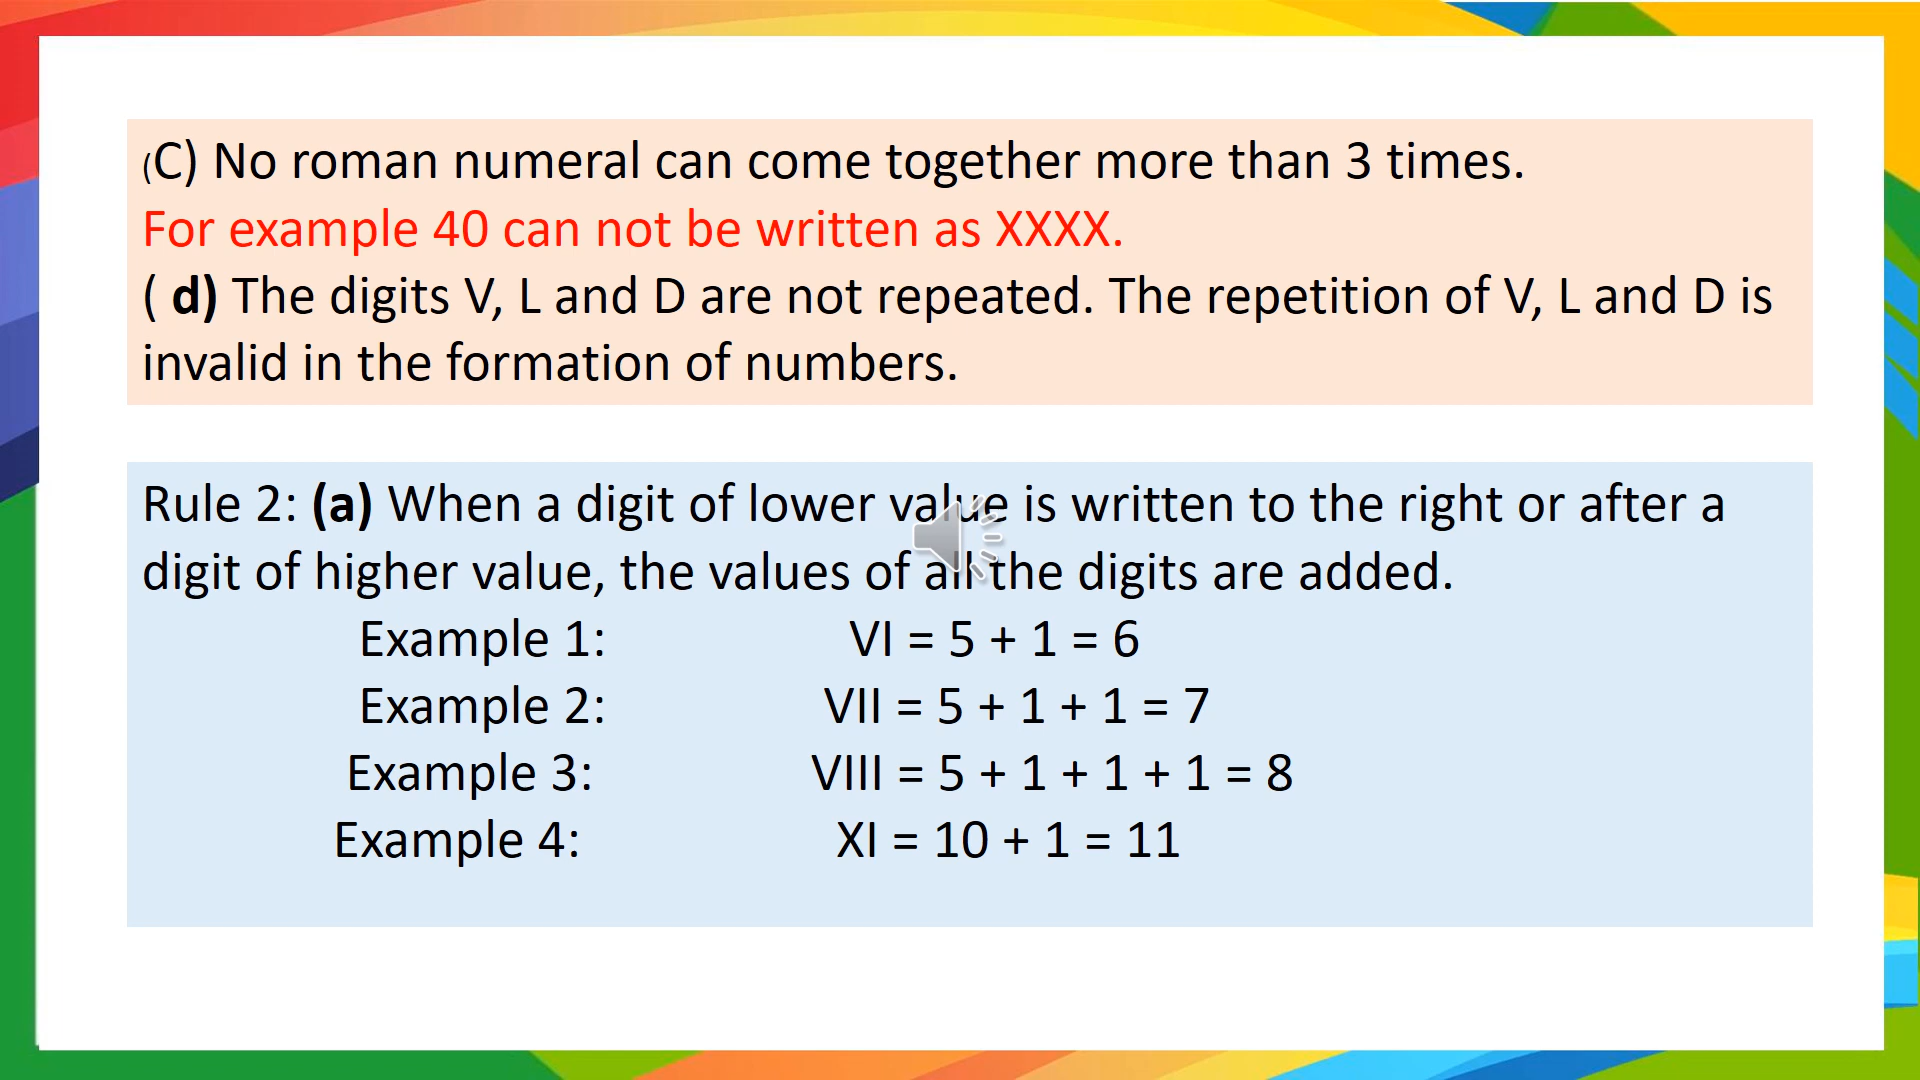 (C) No roman numeral can come together more than 3 times.
For example 40 can not be written as XXXX.
( d) The digits V, L and D are not repeated. The repetition of V, L and D is
invalid in the formation of numbers.
Rule 2: (a) When a digit of lower value is written to the right or after a
digit of higher value, the values of all the digits are added.
Example 1: VI = 5 + 1 = 6
Example 2: VII = 5 + 1 + 1 = 7
Example 3: VIII = 5 + 1 + 1 + 1 = 8
Example 4: XI = 10 + 1 = 11